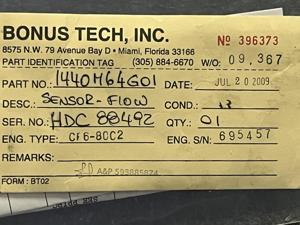 BONUS TECH, INC.
8575 N.W. 79 Avenue Bay D • Miami, Florida 33166
Nº 396373
PART IDENTIFICATION TAG (305) 884-6670 W/O 09,367
PART NO.: 1440M64G01 DATE: JUL 20 2009
DESC.: SENSOR-FLOW COND.:
SER. NO.: HDC 88492 QTY.: 01
ENG. TYPE: CF6-80C2 ENG. S/N: 695457
REMARKS:
A&P 593885874
FORM: BT02